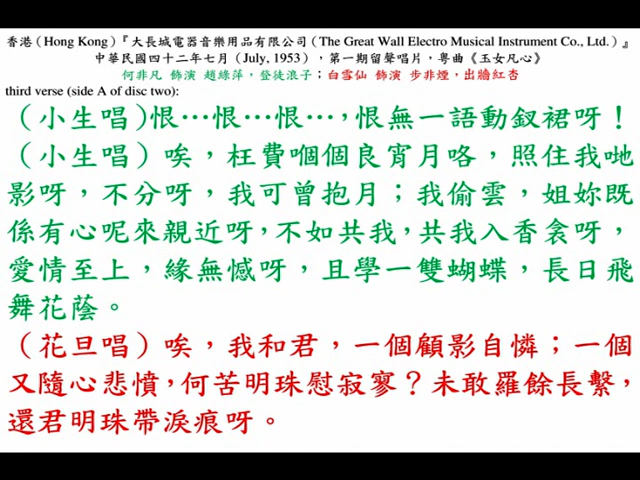 香港（Hong Kong）『大長城電器音樂用品有限公司（The Great Wall Electro Musical Instrument Co., Ltd.）』
中華民國四十二年七月（July, 1953），第一期留聲唱片，粵曲《玉女凡心》
何非凡 飾演 趙綠萍，登徒浪子；白雪仙 飾演 步非煙，出牆紅杏
third verse (side A of disc two):
（小生唱）恨…恨…恨…，恨無一語動釵裙呀！
（小生唱）唉，枉費嗰個良宵月咯，照住我哋
影呀，不分呀，我可曾抱月；我偷雲，姐妳既
係有心呢來親近呀，不如共我，共我入香衾呀，
愛情至上，緣無憾呀，且學一雙蝴蝶，長日飛
舞花蔭。
（花旦唱）唉，我和君，一個顧影自憐；一個
又隨心悲憤，何苦明珠慰寂寥？未敢羅餘長繫，
還君明珠帶淚痕呀。